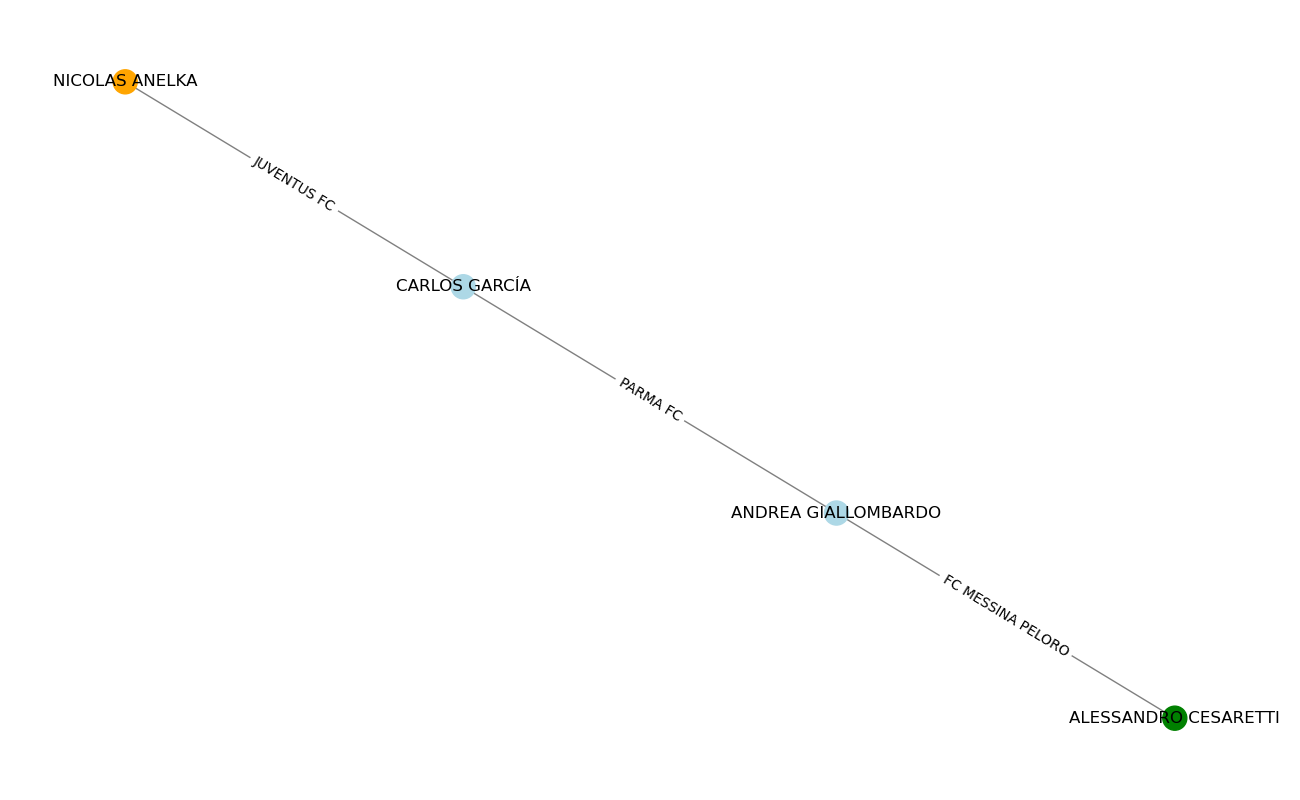 NICOLAS ANELKA
JUVENTUS FC
CARLOS GARCÍA
PARMA FC
ANDREA GIALLOMBARDO
FC MESSINA PELORO
ALESSANDRO CESARETTI